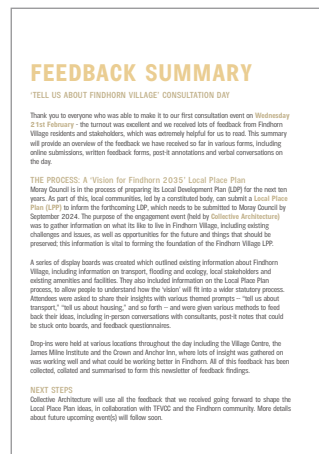 FEEDBACK SUMMARY
‘TELL US ABOUT FINDHORN VILLAGE’ CONSULTATION DAY
Thank you to everyone who was able to make it to our first consultation event on Wednesday
21st February - the turnout was excellent and we received lots of feedback from Findhorn
Village residents and stakeholders, which was extremely helpful for us to read. This summary
will provide an overview of the feedback we have received so far in various forms, including
online submissions, written feedback forms, post-it annotations and verbal conversations on
the day.
THE PROCESS: A ‘Vision for Findhorn 2035’ Local Place Plan
Moray Council is in the process of preparing its Local Development Plan (LDP) for the next ten
years. As part of this, local communities, led by a constituted body, can submit a Local Place
Plan (LPP) to inform the forthcoming LDP, which needs to be submitted to Moray Council by
September 2024. The purpose of the engagement event (held by Collective Architecture)
was to gather information on what its like to live in Findhorn Village, including existing
challenges and issues, as well as opportunities for the future and things that should be
preserved; this information is vital to forming the foundation of the Findhorn Village LPP.
A series of display boards was created which outlined existing information about Findhorn
Village, including information on transport, flooding and ecology, local stakeholders and
existing amenities and facilities. They also included information on the Local Place Plan
process, to allow people to understand how the ‘vision’ will fit into a wider statutory process.
Attendees were asked to share their insights with various themed prompts – “tell us about
transport,” “tell us about housing,” and so forth – and were given various methods to feed
back their ideas, including in-person conversations with consultants, post-it notes that could
be stuck onto boards, and feedback questionnaires.
Drop-ins were held at various locations throughout the day including the Village Centre, the
James Milne Institute and the Crown and Anchor Inn, where lots of insight was gathered on
was working well and what could be working better in Findhorn. All of this feedback has been
collected, collated and summarised to form this newsletter of feedback findings.
NEXT STEPS
Collective Architecture will use all the feedback that we received going forward to shape the
Local Place Plan ideas, in collaboration with TFVCC and the Findhorn community. More details
about future upcoming event(s) will follow soon.